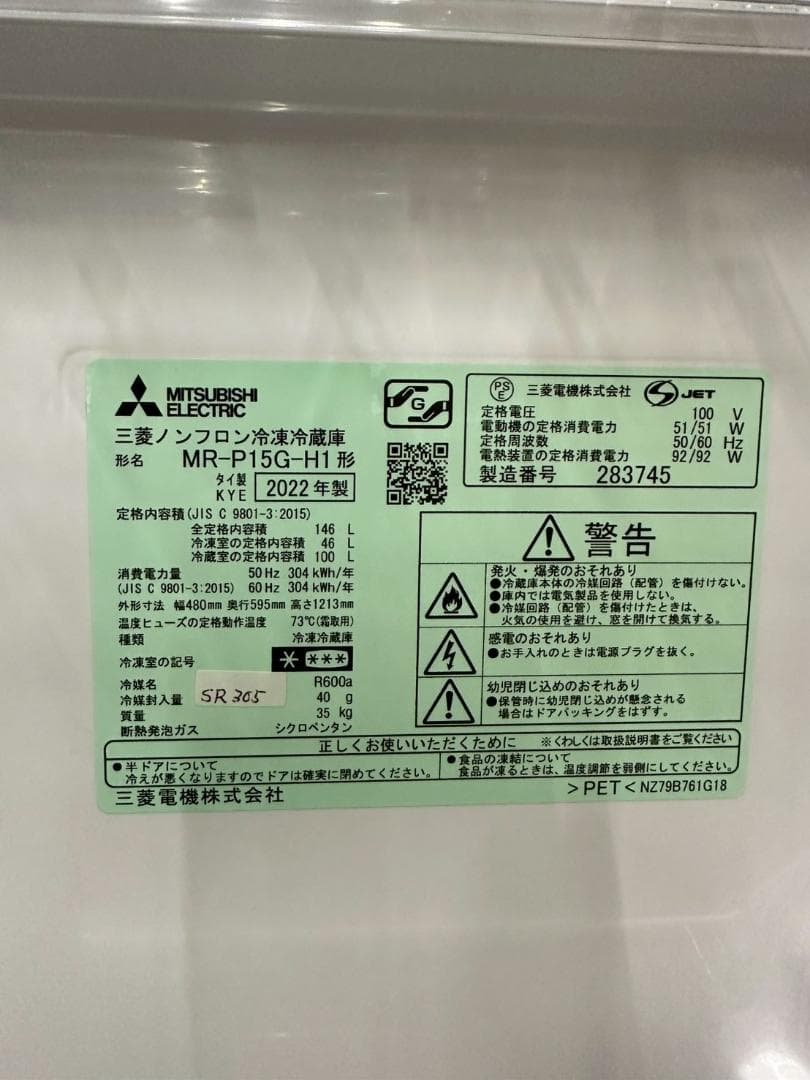 MITSUBISHI
ELECTRIC
三菱ノンフロン冷凍冷蔵庫
形名 MR-P15G-H1形
タイ製
KYE 2022年製
定格内容積(JIS C 9801-3:2015)
全定格内容積 146 L
冷凍室の定格内容積 46 L
冷蔵室の定格内容積 100 L
消費電力量 50Hz 304kWh/年
(JIS C 9801-3:2015) 60Hz 304kWh/年
外形寸法 幅480mm 奥行595mm 高さ1213mm
温度ヒューズの定格動作温度 73℃(霜取用)
種類 冷凍冷蔵庫
冷凍室の記号
冷媒名 R600a
冷媒封入量 40 g
質量 35 kg
断熱発泡ガス シクロペンタン
SR305
G
PSE 三菱電機株式会社 S JET
定格電圧 100 V
電動機の定格消費電力 51/51 W
定格周波数 50/60 Hz
電熱装置の定格消費電力 92/92 W
製造番号 283745
警告
発火・爆発のおそれあり
●冷蔵庫本体の冷媒回路(配管)を傷付けない。
●庫内では電気製品を使用しない。
●冷媒回路(配管)を傷付けたときは、
火気の使用を避け、窓を開けて換気する。
感電のおそれあり
●お手入れのときは電源プラグを抜く。
幼児閉じ込めのおそれあり
●保管時に幼児閉じ込めが懸念される
場合はドアパッキングをはずす。
正しくお使いいただくために ※くわしくは取扱説明書をご覧ください
●半ドアについて
冷えが悪くなりますのでドアは確実に閉めてください。
●食品の凍結について
食品が凍るときは、温度調節を弱側にしてください。
三菱電機株式会社
>PET< NZ79B761G18